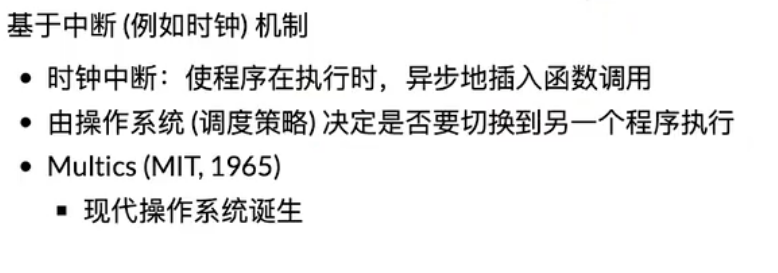 基于中断 (例如时钟) 机制
• 时钟中断：使程序在执行时，异步地插入函数调用
• 由操作系统 (调度策略) 决定是否要切换到另一个程序执行
• Multics (MIT, 1965)
▪ 现代操作系统诞生